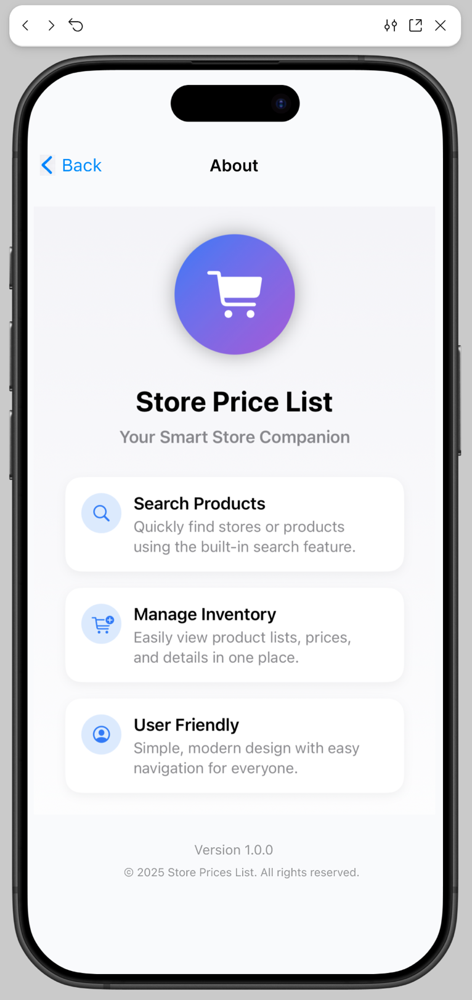 Back
About
Store Price List
Your Smart Store Companion
Search Products
Quickly find stores or products
using the built-in search feature.
Manage Inventory
Easily view product lists, prices,
and details in one place.
User Friendly
Simple, modern design with easy
navigation for everyone.
Version 1.0.0
© 2025 Store Prices List. All rights reserved.